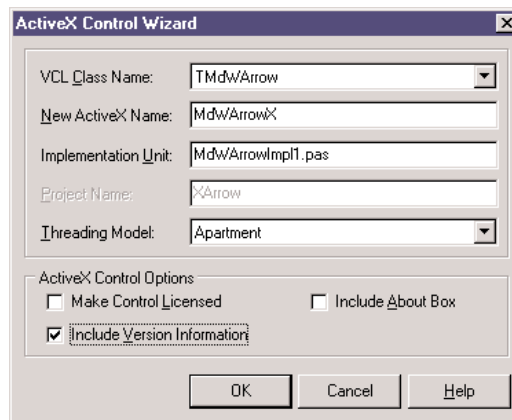 ActiveX Control Wizard
VCL Class Name: TMdWArrow
New ActiveX Name: MdWArrowX
Implementation Unit: MdWArrowImpl1.pas
Project Name: XArrow
Threading Model: Apartment
ActiveX Control Options
Make Control Licensed Include About Box
Include Version Information
OK Cancel Help